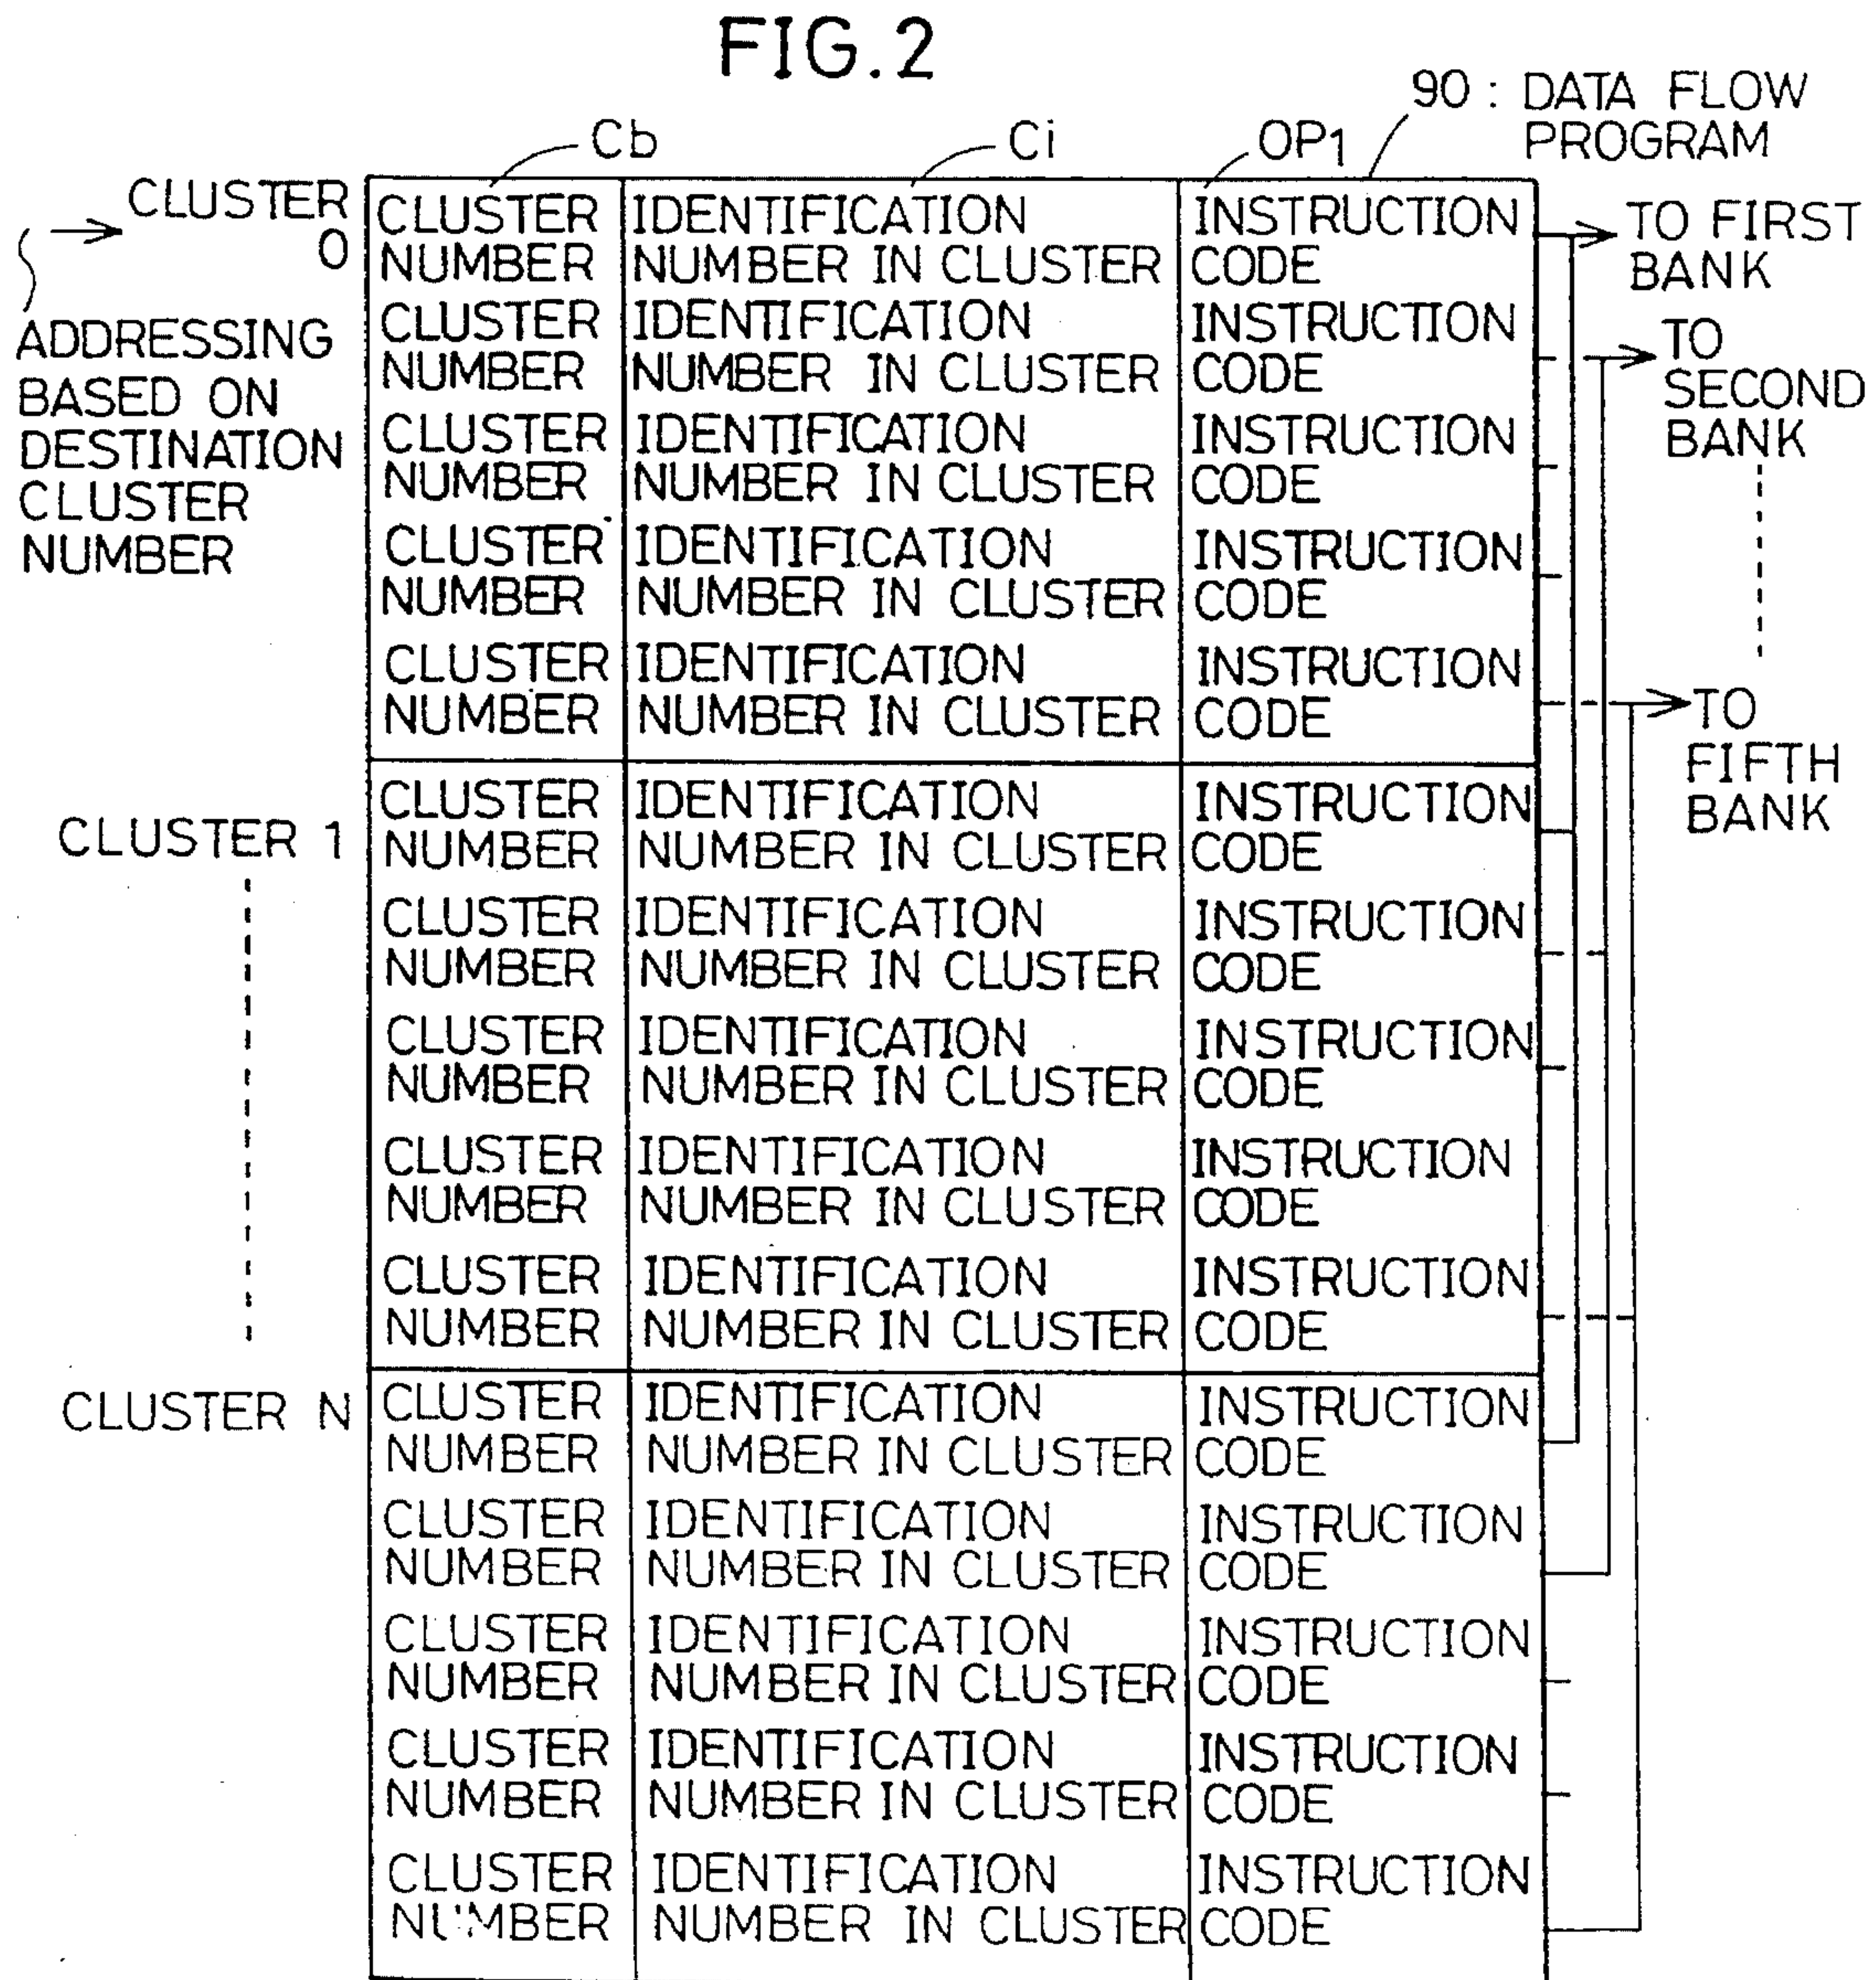 FIG.2
90 : DATA FLOW
PROGRAM
Cb
Ci
OP1
CLUSTER
0
ADDRESSING
BASED ON
DESTINATION
CLUSTER
NUMBER
CLUSTER IDENTIFICATION INSTRUCTION
NUMBER NUMBER IN CLUSTER CODE
CLUSTER IDENTIFICATION INSTRUCTION
NUMBER NUMBER IN CLUSTER CODE
CLUSTER IDENTIFICATION INSTRUCTION
NUMBER NUMBER IN CLUSTER CODE
CLUSTER IDENTIFICATION INSTRUCTION
NUMBER NUMBER IN CLUSTER CODE
CLUSTER IDENTIFICATION INSTRUCTION
NUMBER NUMBER IN CLUSTER CODE
TO FIRST
BANK
TO
SECOND
BANK
TO
FIFTH
BANK
CLUSTER 1
CLUSTER IDENTIFICATION INSTRUCTION
NUMBER NUMBER IN CLUSTER CODE
CLUSTER IDENTIFICATION INSTRUCTION
NUMBER NUMBER IN CLUSTER CODE
CLUSTER IDENTIFICATION INSTRUCTION
NUMBER NUMBER IN CLUSTER CODE
CLUSTER IDENTIFICATION INSTRUCTION
NUMBER NUMBER IN CLUSTER CODE
CLUSTER IDENTIFICATION INSTRUCTION
NUMBER NUMBER IN CLUSTER CODE
CLUSTER N
CLUSTER IDENTIFICATION INSTRUCTION
NUMBER NUMBER IN CLUSTER CODE
CLUSTER IDENTIFICATION INSTRUCTION
NUMBER NUMBER IN CLUSTER CODE
CLUSTER IDENTIFICATION INSTRUCTION
NUMBER NUMBER IN CLUSTER CODE
CLUSTER IDENTIFICATION INSTRUCTION
NUMBER NUMBER IN CLUSTER CODE
CLUSTER IDENTIFICATION INSTRUCTION
NUMBER NUMBER IN CLUSTER CODE